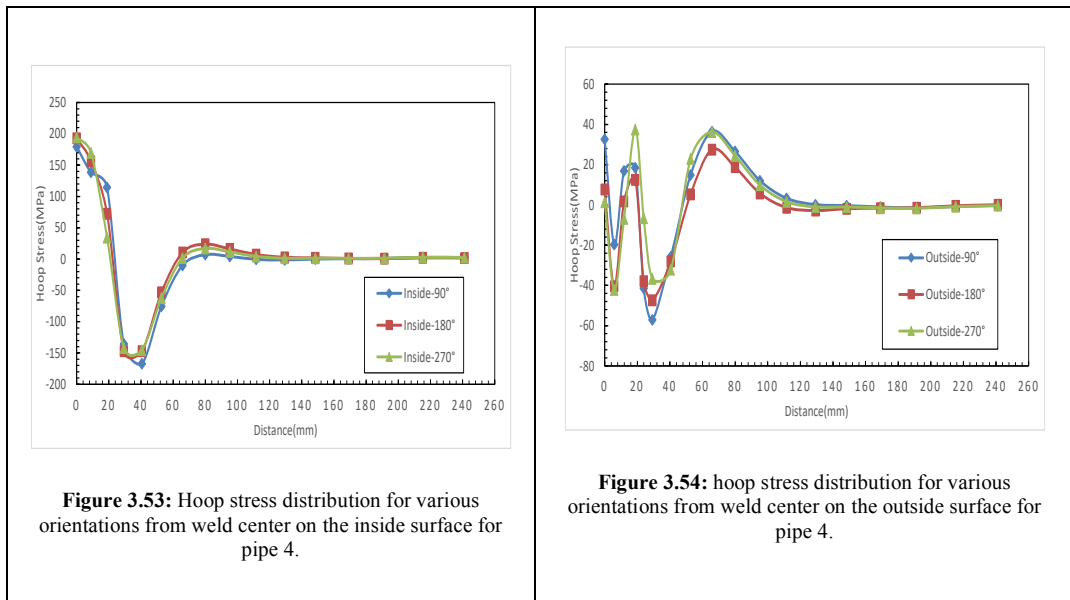 250
200
150
100
50
0
-50
-100
-150
-200
Hoop Stress(MPa)
0 20 40 60 80 100 120 140 160 180 200 220 240 260
Distance(mm)
Inside-90°
Inside-180°
Inside-270°
Figure 3.53: Hoop stress distribution for various
orientations from weld center on the inside surface for
pipe 4.
60
40
20
0
-20
-40
-60
-80
Hoop Stress(MPa)
0 20 40 60 80 100 120 140 160 180 200 220 240 260
Distance(mm)
Outside-90°
Outside-180°
Outside-270°
Figure 3.54: hoop stress distribution for various
orientations from weld center on the outside surface for
pipe 4.